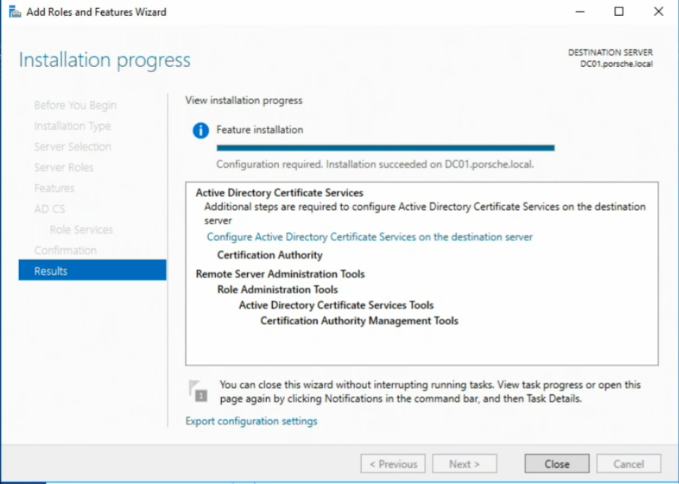 Add Roles and Features Wizard
Installation progress
DESTINATION SERVER
DC01.porsche.local
Before You Begin
Installation Type
Server Selection
Server Roles
Features
AD CS
Role Services
Confirmation
Results
View installation progress
Feature installation
Configuration required. Installation succeeded on DC01.porsche.local.
Active Directory Certificate Services
Additional steps are required to configure Active Directory Certificate Services on the destination
server
Configure Active Directory Certificate Services on the destination server
Certification Authority
Remote Server Administration Tools
Role Administration Tools
Active Directory Certificate Services Tools
Certification Authority Management Tools
1
You can close this wizard without interrupting running tasks. View task progress or open this
page again by clicking Notifications in the command bar, and then Task Details.
Export configuration settings
< Previous
Next >
Close
Cancel